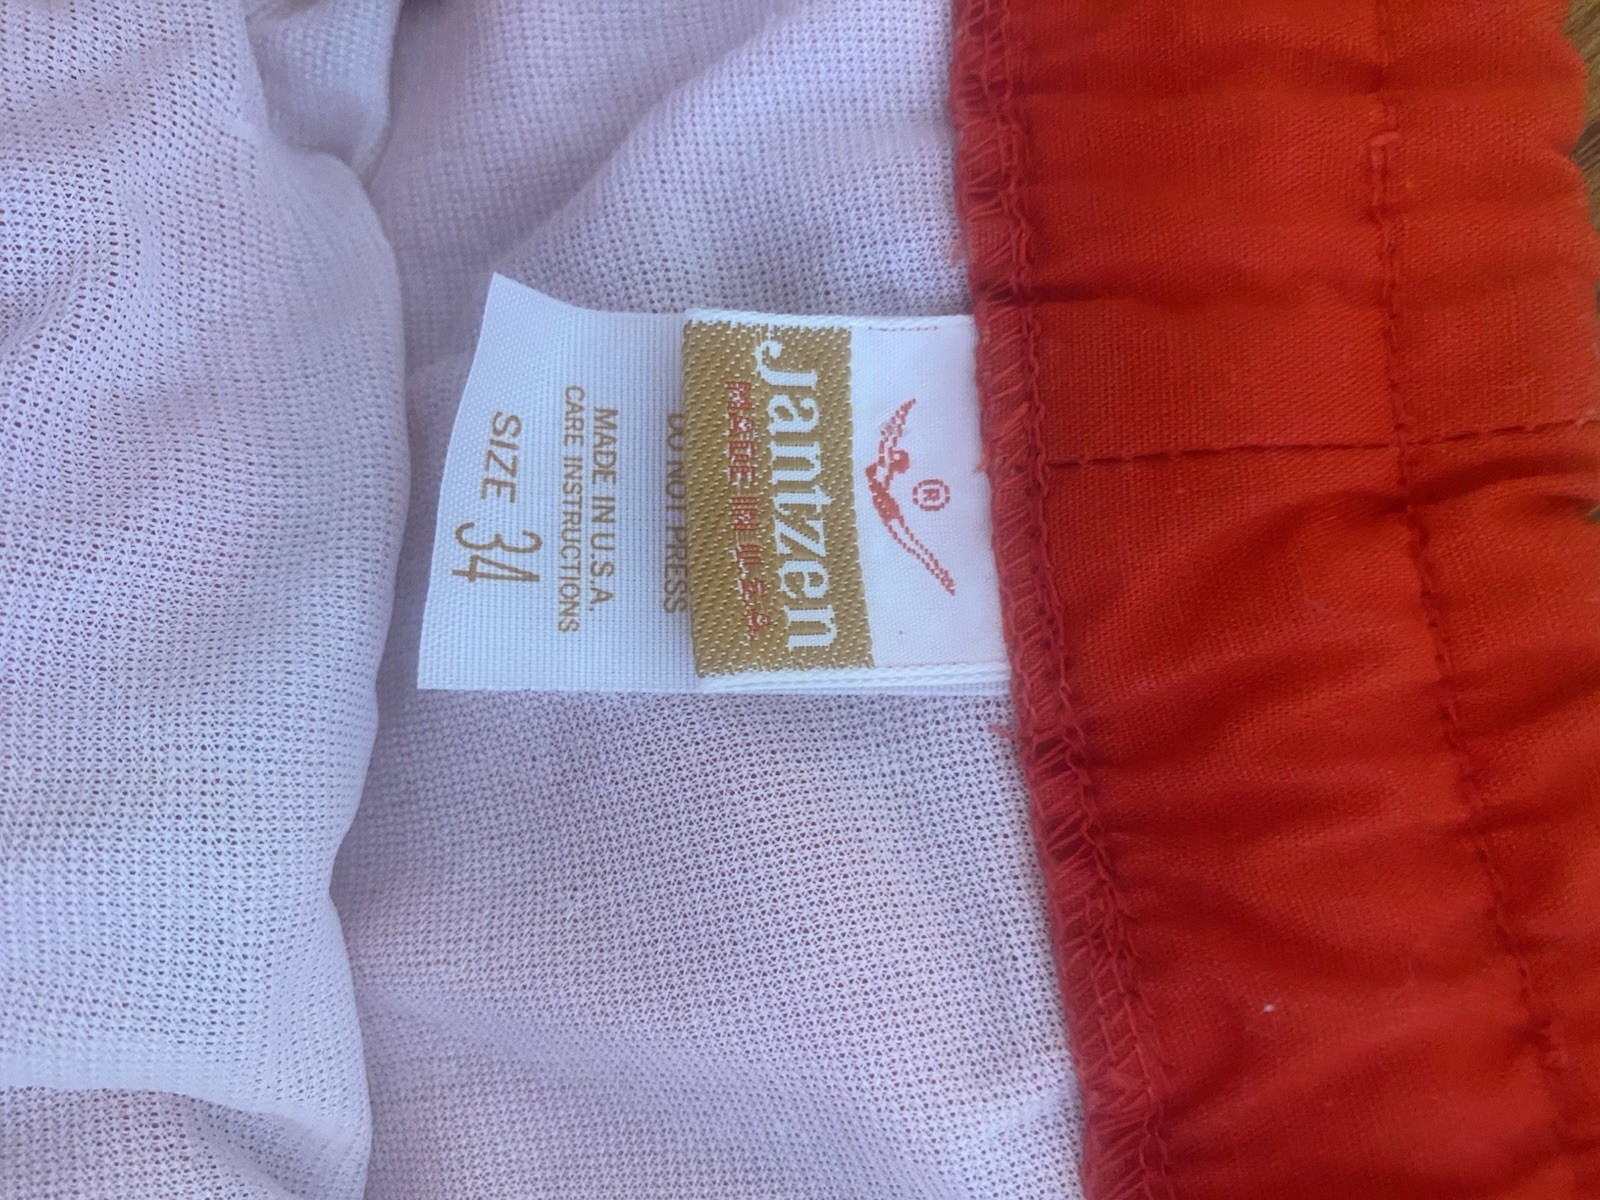 ®
Jantzen
MADE IN U.S.A.
DO NOT PRESS
MADE IN U.S.A.
CARE INSTRUCTIONS
SIZE 34